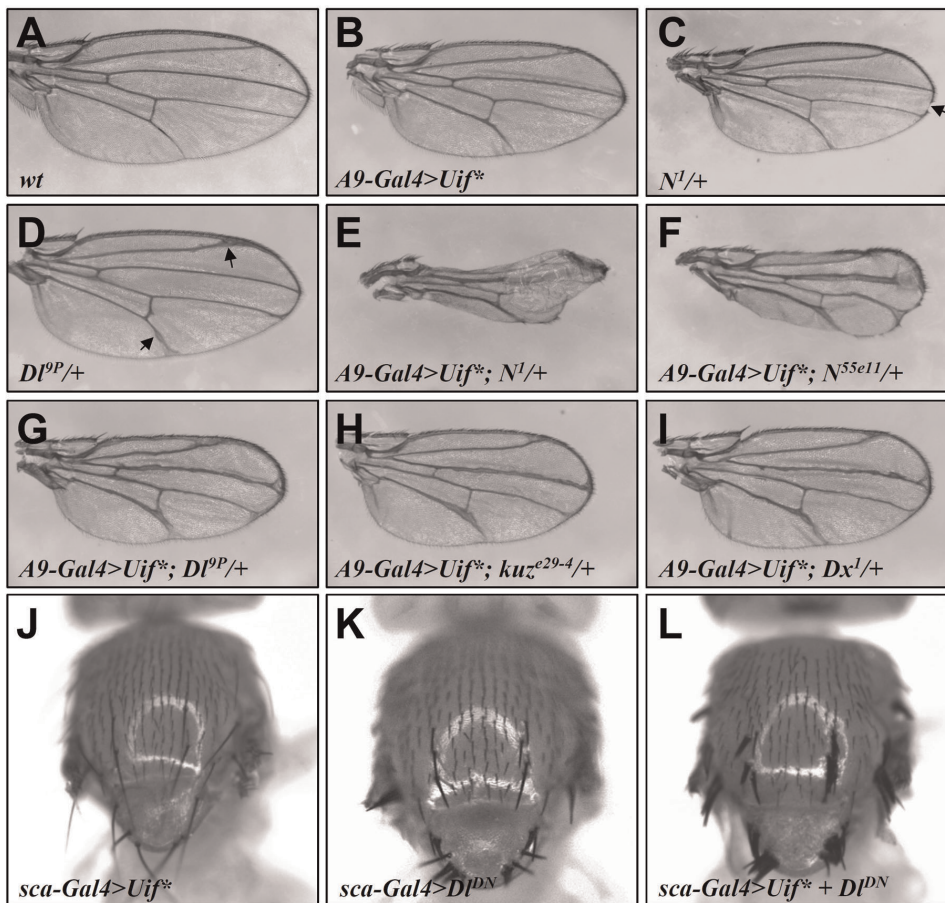 A
wt
B
A9-Gal4>Uif*
C
N1/+
D
Dl9P/+
E
A9-Gal4>Uif*; N1/+
F
A9-Gal4>Uif*; N55e11/+
G
A9-Gal4>Uif*; Dl9P/+
H
A9-Gal4>Uif*; kuze29-4/+
I
A9-Gal4>Uif*; Dx1/+
J
sca-Gal4>Uif*
K
sca-Gal4>DlDN
L
sca-Gal4>Uif* + DlDN